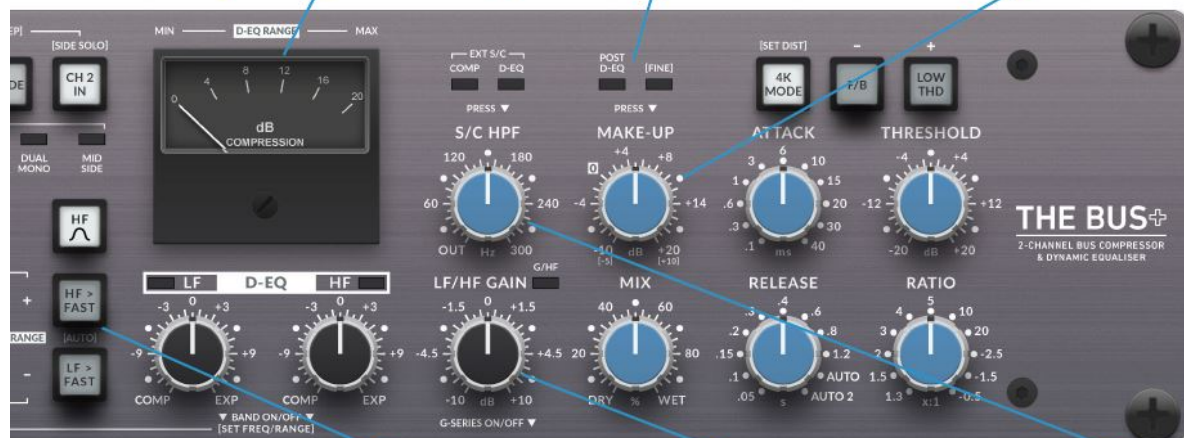 EP]
[SIDE SOLO]
MIN D-EQ RANGE MAX
CH 2
IN
DE
DUAL
MONO
MID
SIDE
0 4 8 12 16 20
dB
COMPRESSION
EXT S/C
COMP D-EQ
PRESS ▼
POST
D-EQ
[FINE]
PRESS ▼
[SET DIST] - +
4K
MODE
F/B
LOW
THD
S/C HPF
120 180
60 240
OUT Hz 300
MAKE-UP
+4 +8
0
-4 +14
-10 dB +20
[-5] [+10]
ATTACK
6
3 10
1 15
.6 20
.3 30
.1 ms 40
THRESHOLD
-4 +4
-12 +12
-20 dB +20
THE BUS+
2-CHANNEL BUS COMPRESSOR
& DYNAMIC EQUALISER
HF
+
HF >
FAST
RANGE
[AUTO]
-
LF >
FAST
LF D-EQ HF
0
-3 +3
-9 +9
COMP EXP
0
-3 +3
-9 +9
COMP EXP
▼ BAND ON/OFF ▼
[SET FREQ/RANGE]
G/HF
LF/HF GAIN
0
-1.5 +1.5
-4.5 +4.5
-10 dB +10
G-SERIES ON/OFF ▼
MIX
40 60
20 80
DRY % WET
RELEASE
.4
.3 .6
.2 .8
.15 1.2
.1 AUTO
.05 s AUTO 2
RATIO
5
4 10
3 20
2 -2.5
1.5 -1.5
1.3 x:1 -0.5